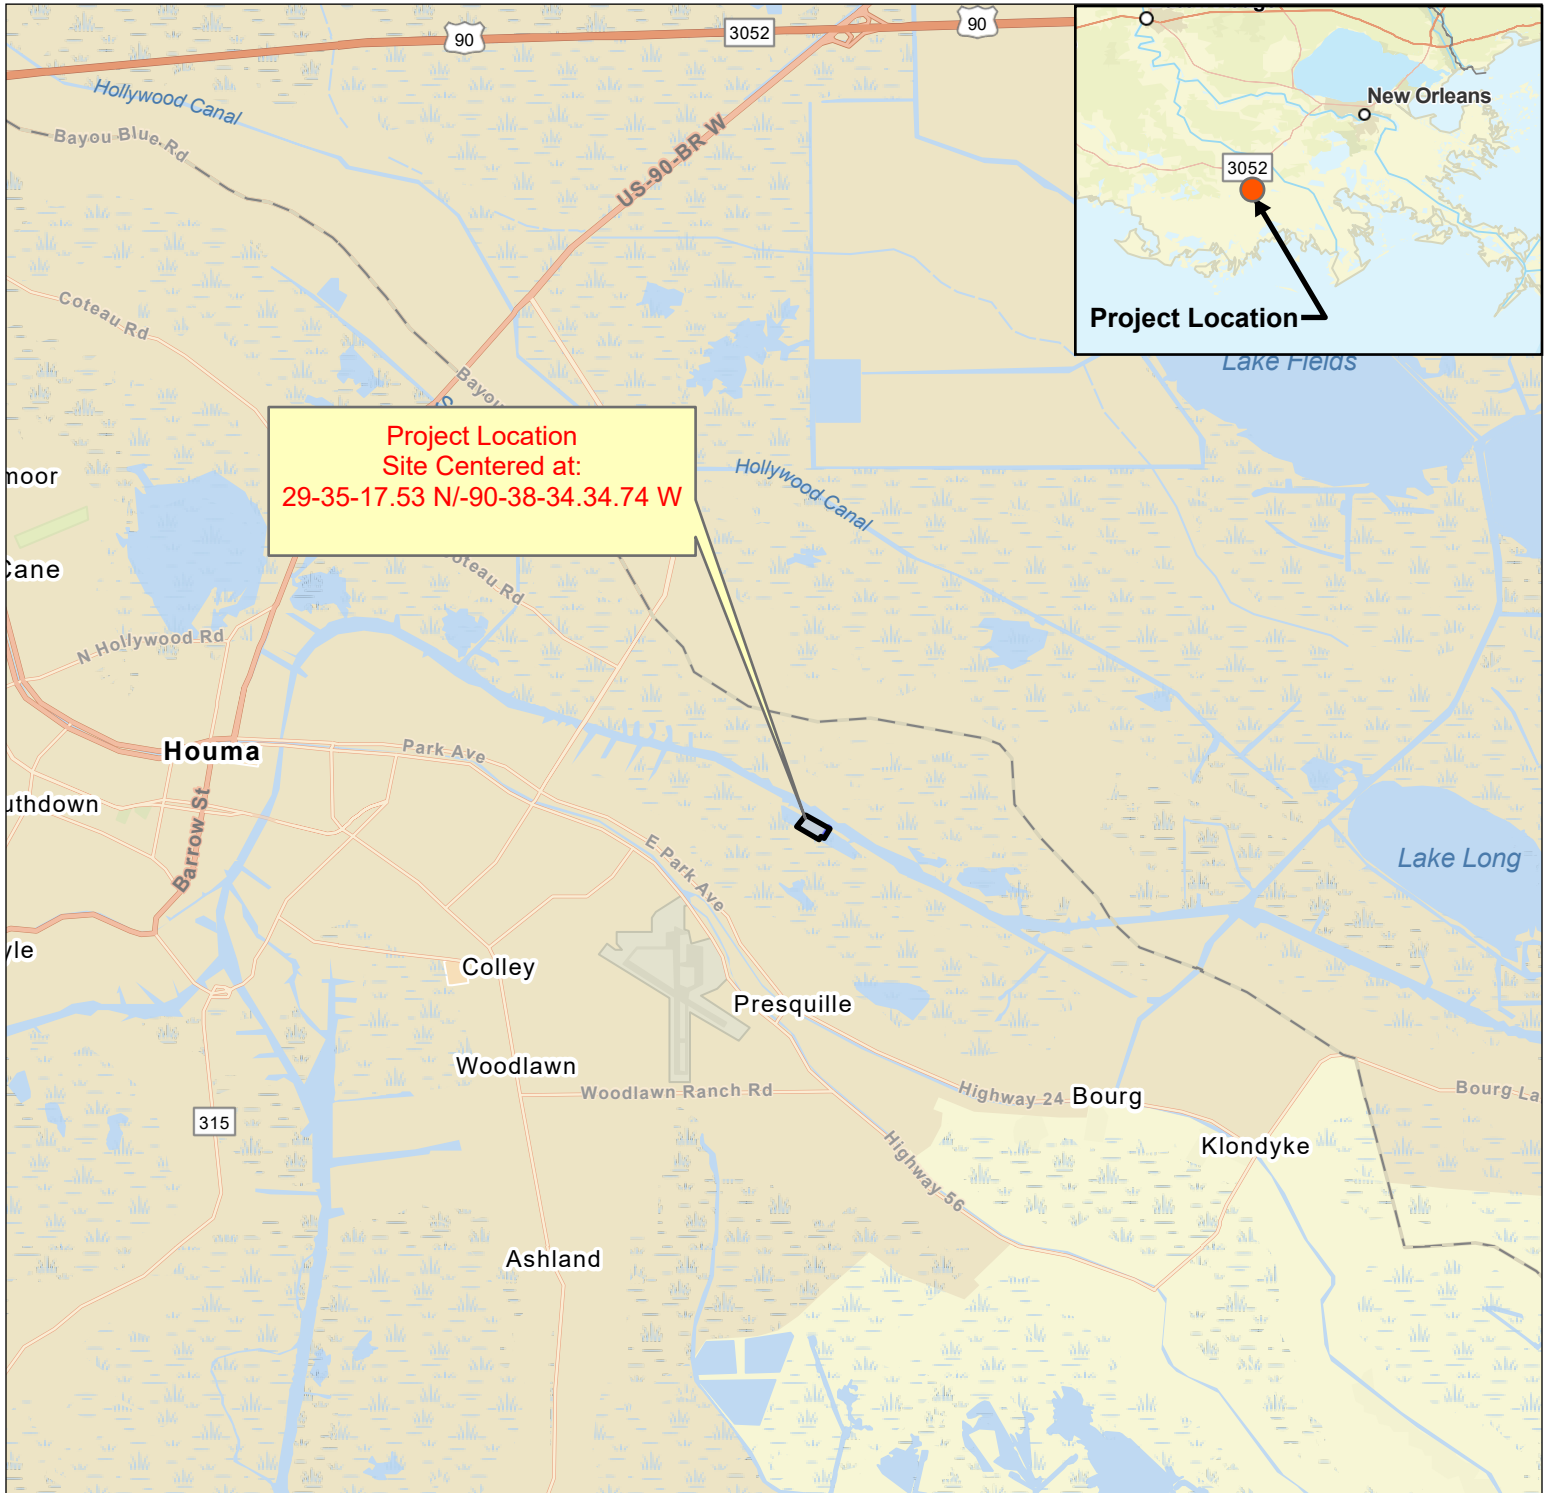 90
3052
90
Hollywood Canal
Bayou Blue Rd
US-90-BR W
New Orleans
3052
Project Location
Coteau Rd
Lake Fields
Project Location
Site Centered at:
29-35-17.53 N/-90-38-34.34.74 W
Hollywood Canal
moor
Cane
oteau Rd
N Hollywood Rd
Houma
Park Ave
uthdown
Barrow St
E Park Ave
Lake Long
Colley
yle
Presquille
Woodlawn
Woodlawn Ranch Rd
Highway 24
Bourg
Bourg La
315
Highway 56
Klondyke
Ashland